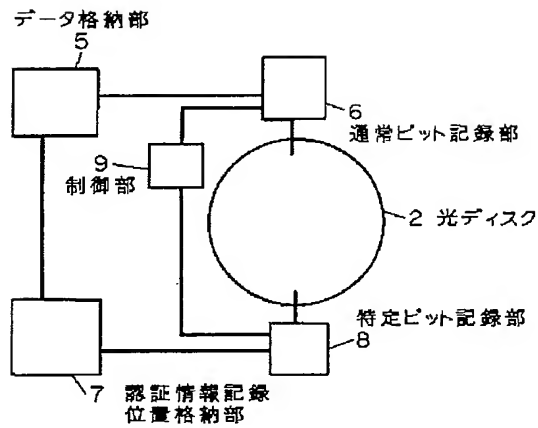 データ格納部
5
6
通常ピット記録部
9
制御部
2 光ディスク
特定ピット記録部
8
7 認証情報記録
位置格納部